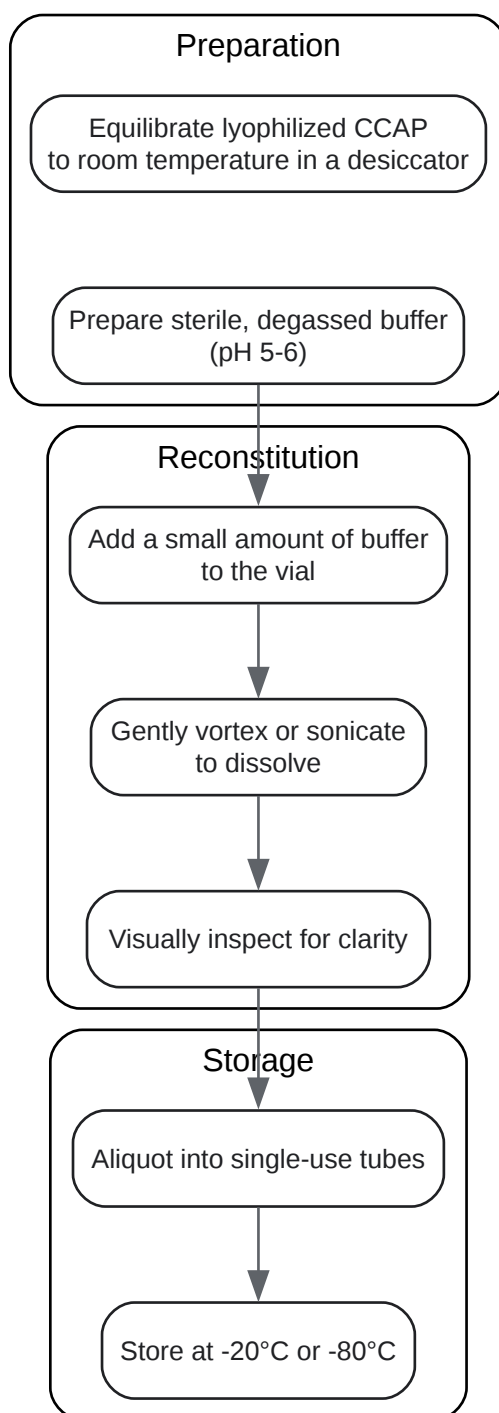 Preparation
Equilibrate lyophilized CCAP
to room temperature in a desiccator
Prepare sterile, degassed buffer
(pH 5-6)
Reconstitution
Add a small amount of buffer
to the vial
Gently vortex or sonicate
to dissolve
Visually inspect for clarity
Storage
Aliquot into single-use tubes
Store at -20°C or -80°C